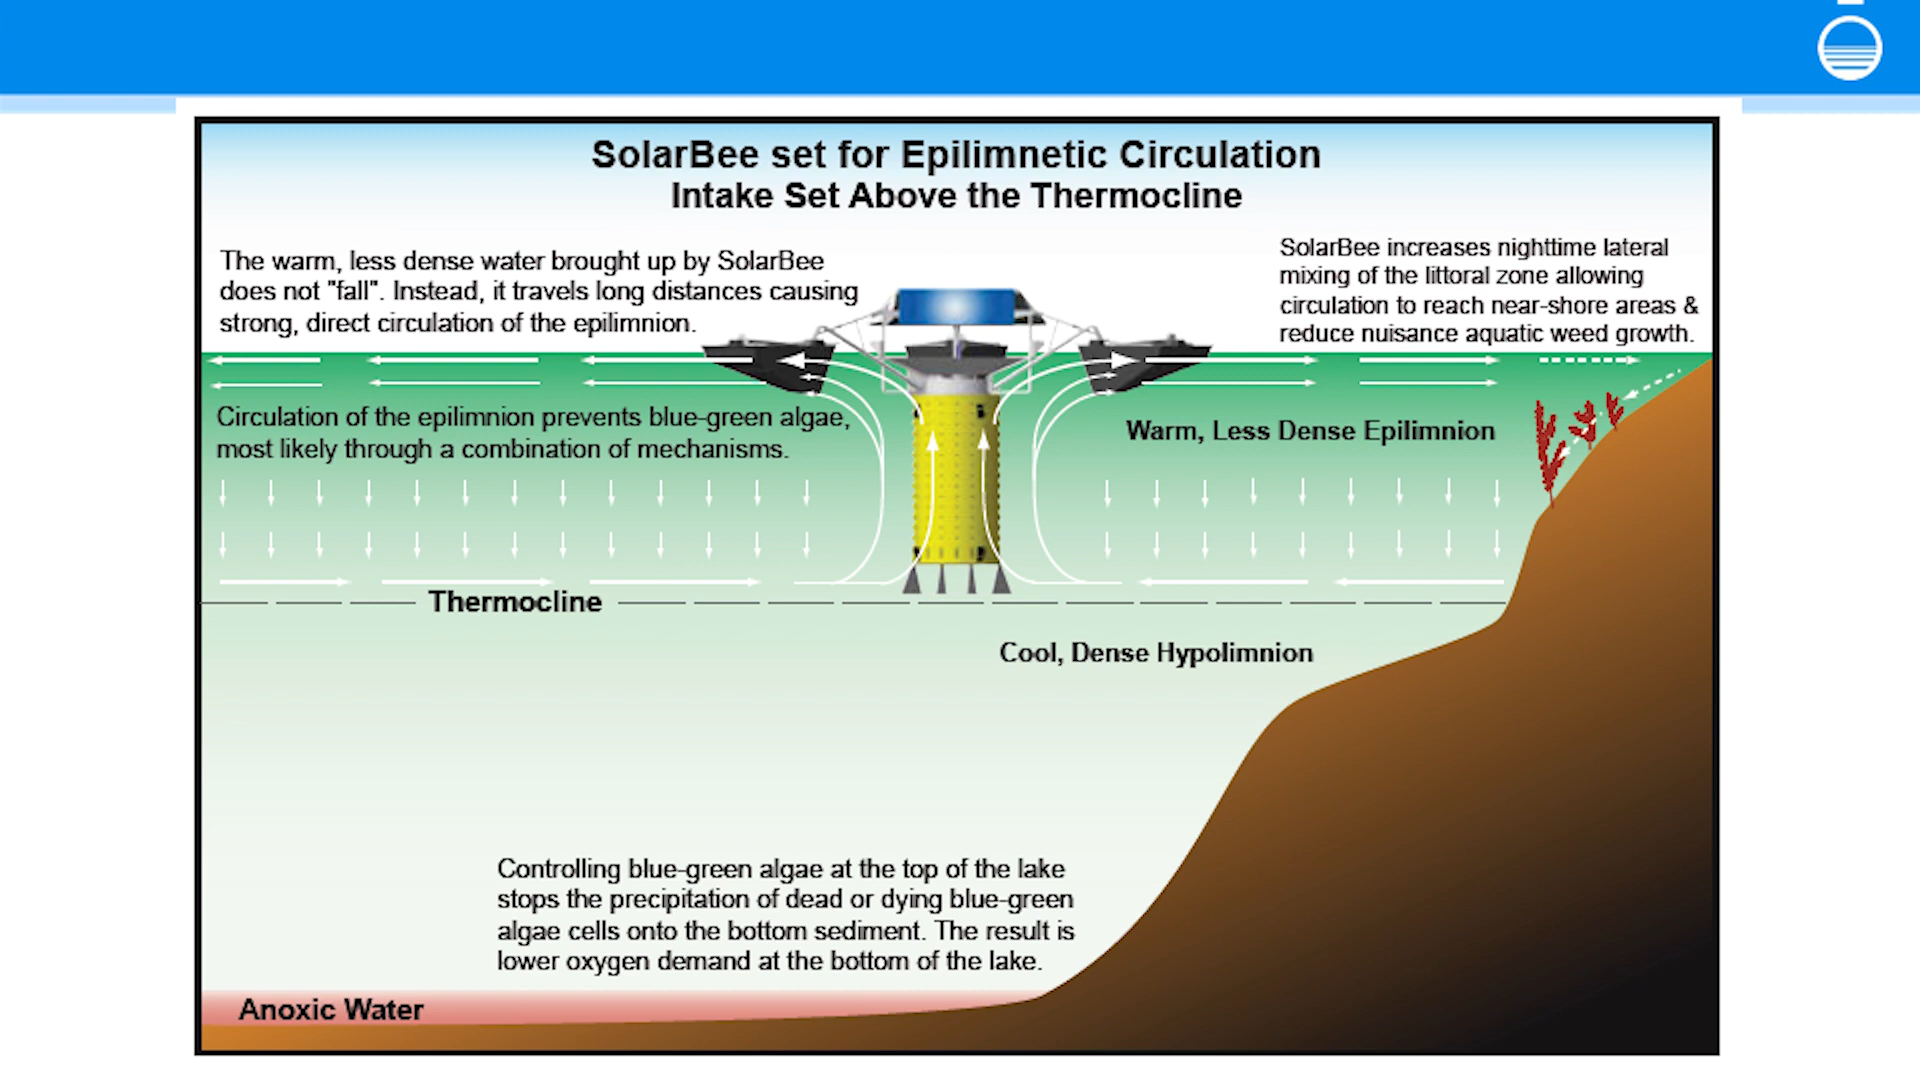 SolarBee set for Epilimnetic Circulation
Intake Set Above the Thermocline
The warm, less dense water brought up by SolarBee
does not "fall". Instead, it travels long distances causing
strong, direct circulation of the epilimnion.
SolarBee increases nighttime lateral
mixing of the littoral zone allowing
circulation to reach near-shore areas &
reduce nuisance aquatic weed growth.
Circulation of the epilimnion prevents blue-green algae,
most likely through a combination of mechanisms.
Warm, Less Dense Epilimnion
Thermocline
Cool, Dense Hypolimnion
Controlling blue-green algae at the top of the lake
stops the precipitation of dead or dying blue-green
algae cells onto the bottom sediment. The result is
lower oxygen demand at the bottom of the lake.
Anoxic Water